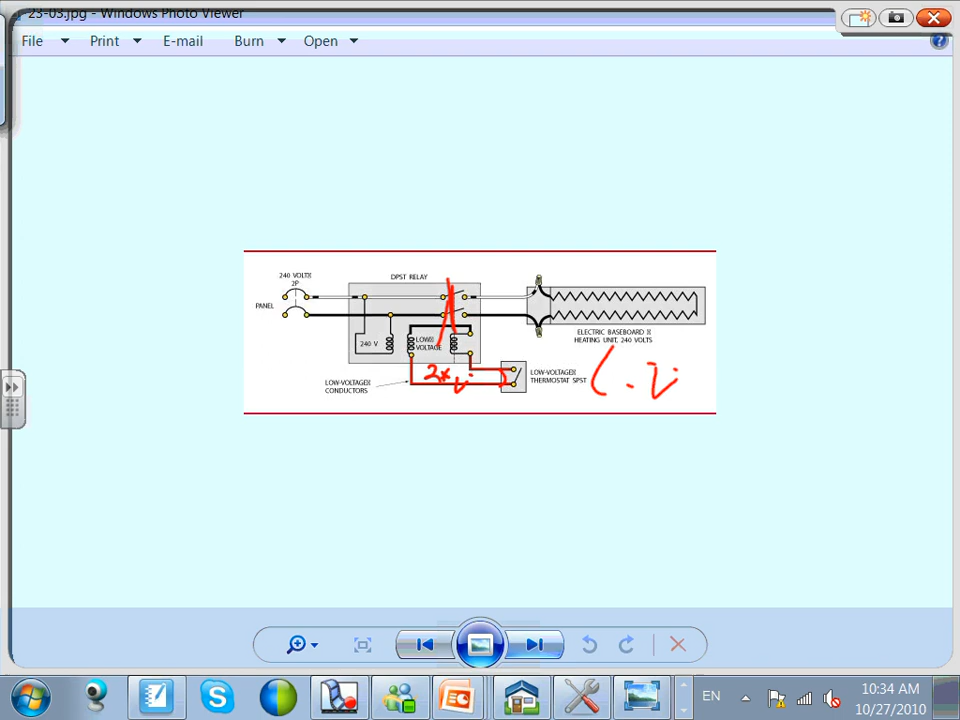 23-03.jpg - Windows Photo Viewer
File Print E-mail Burn Open
240 VOLT
2P
DPST RELAY
PANEL
240 V
LOW
VOLTAGE
ELECTRIC BASEBOARD
HEATING UNIT, 240 VOLTS
LOW-VOLTAGE
THERMOSTAT SPST
LOW-VOLTAGE
CONDUCTORS
EN
10:34 AM
10/27/2010